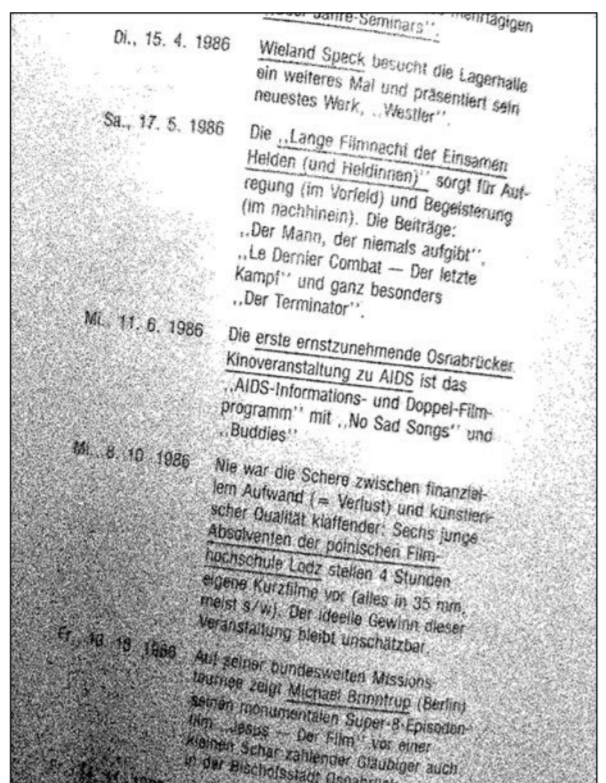 mehrtägigen
Jahre-Seminars''.
Di., 15. 4. 1986
Wieland Speck besucht die Lagerhalle
ein weiteres Mal und präsentiert sein
neuestes Werk, ,,Westler''.
Sa., 17. 5. 1986
Die ,,Lange Filmnacht der Einsamen
Helden (und Heldinnen)'' sorgt für Auf-
regung (im Vorfeld) und Begeisterung
(im nachhinein). Die Beiträge:
,,Der Mann, der niemals aufgibt'',
,,Le Dernier Combat — Der letzte
Kampf'' und ganz besonders
,,Der Terminator''.
Mi., 11. 6. 1986
Die erste ernstzunehmende Osnabrücker
Kinoveranstaltung zu AIDS ist das
,,AIDS-Informations- und Doppel-Film-
programm'' mit ,,No Sad Songs'' und
,,Buddies''
Mi., 8. 10. 1986
Nie war die Schere zwischen finanziel-
lem Aufwand (= Verlust) und künstleri-
scher Qualität klaffender: Sechs junge
Absolventen der polnischen Film-
hochschule Lodz stellen 4 Stunden
eigene Kurzfilme vor (alles in 35 mm,
meist s/w). Der ideelle Gewinn dieser
Veranstaltung bleibt unschätzbar.
Fr., 10. 10. 1986
Auf seiner bundesweiten Missions-
tournee zeigt Michael Brinntrup (Berlin)
seinen monumentalen Super-8-Episoden-
film ,,Jesus — Der Film'' vor einer
kleinen Schar zahlender Gläubiger auch
in der Bischofsstadt